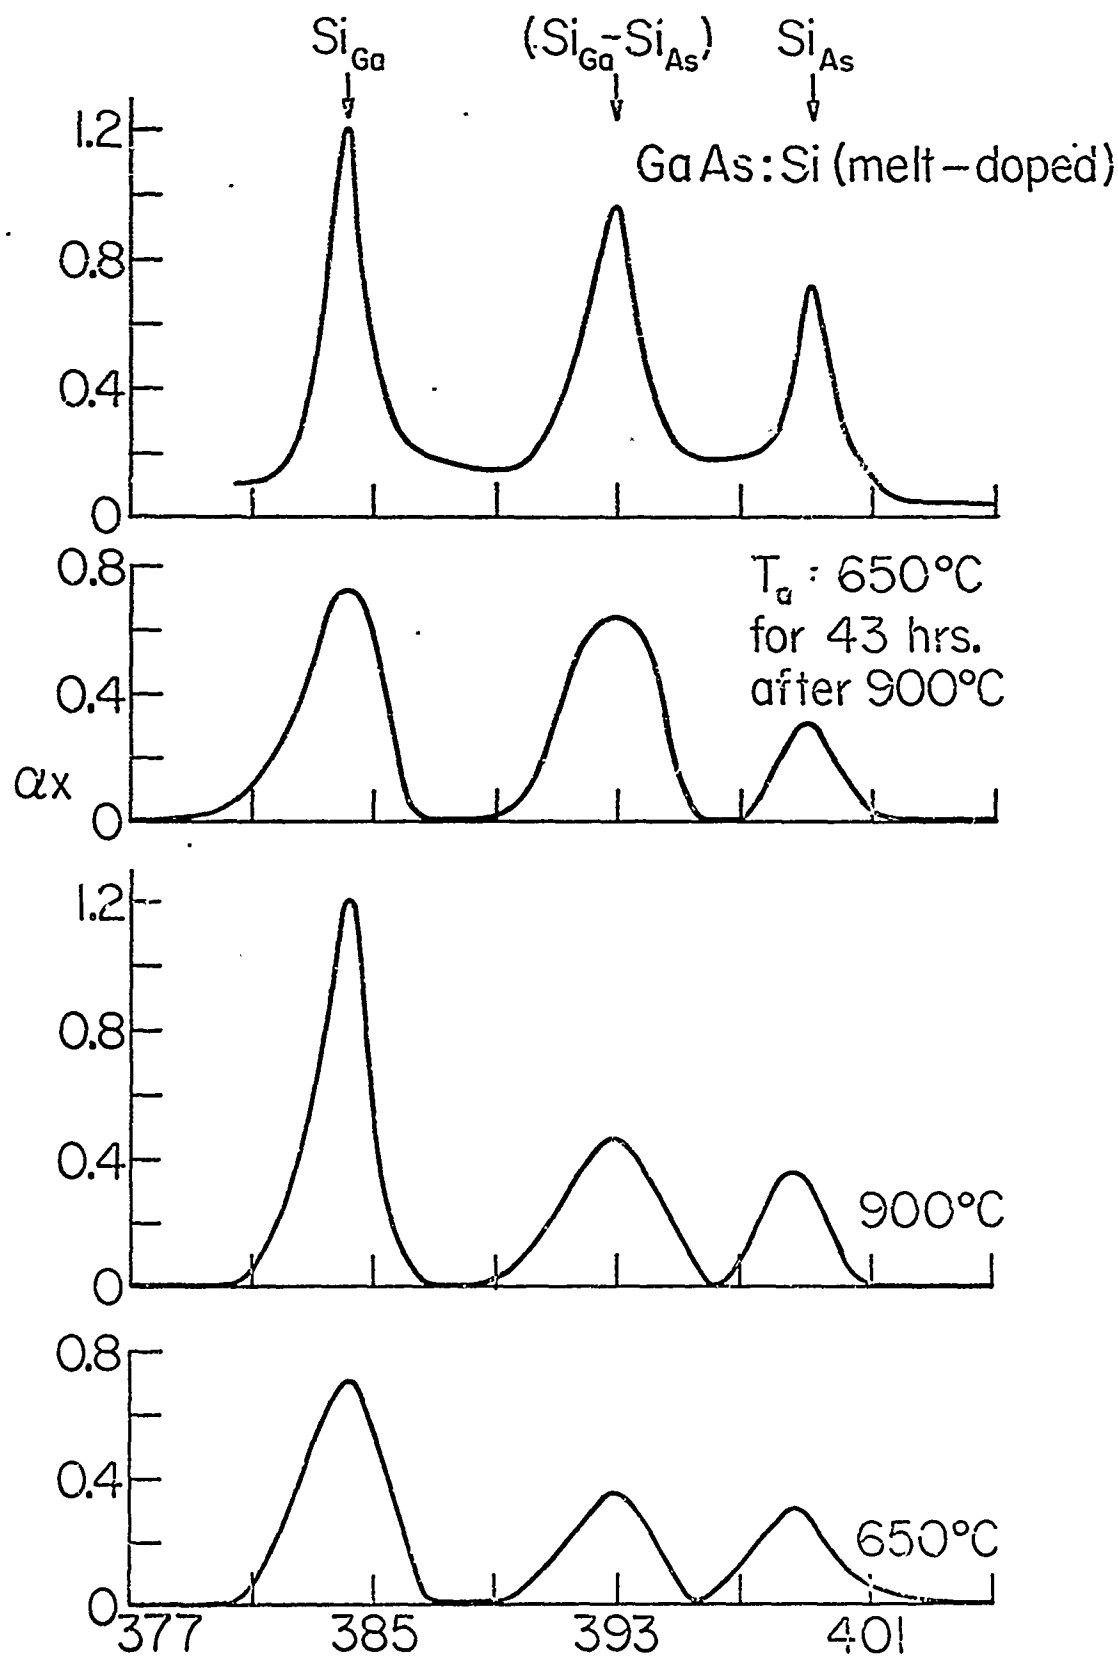 Si_Ga (Si_Ga-Si_As) Si_As
GaAs:Si (melt-doped)
1.2
0.8
0.4
0
0.8
T_a : 650°C
for 43 hrs.
0.4
after 900°C
αx
0
1.2
0.8
0.4
900°C
0
0.8
0.4
650°C
0
377 385 393 401